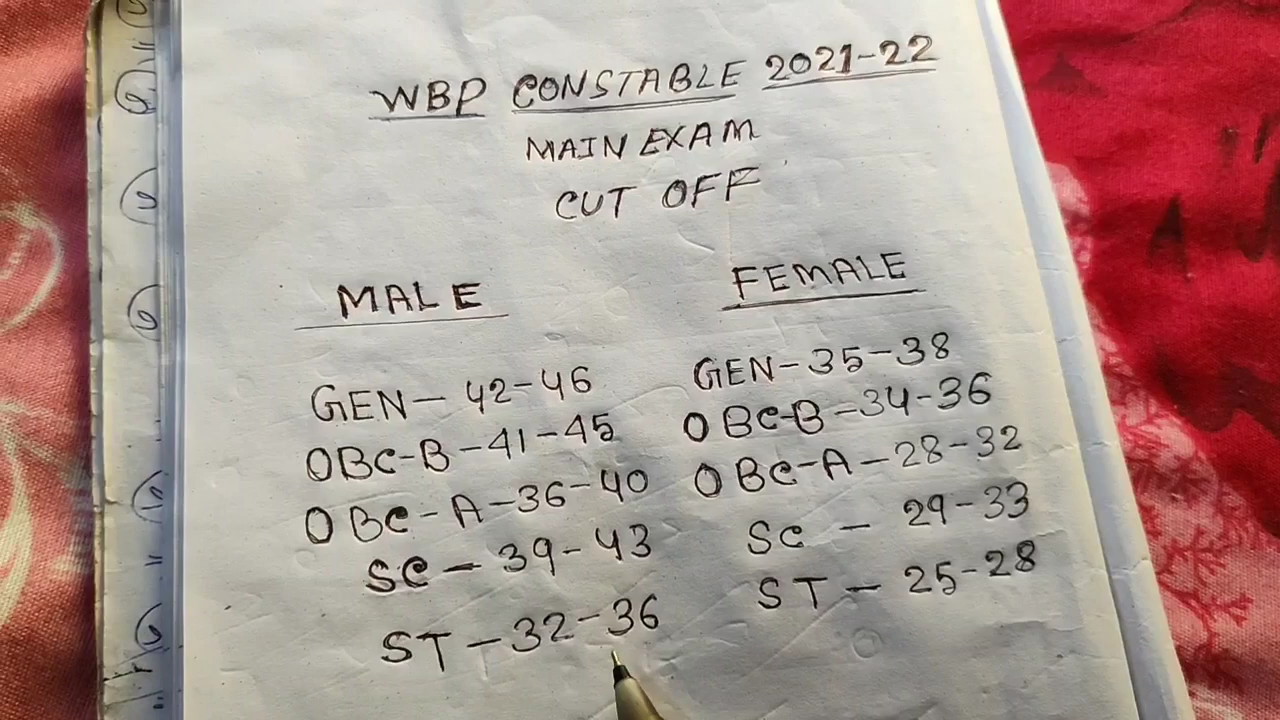 WBP CONSTABLE 2021-22
MAIN EXAM
CUT OFF
MALE
GEN - 42-46
OBC-B-41-45
OBC-A-36-40
SC - 39-43
ST - 32-36
FEMALE
GEN-35-38
OBC-B-34-36
OBC-A-28-32
SC - 29-33
ST - 25-28